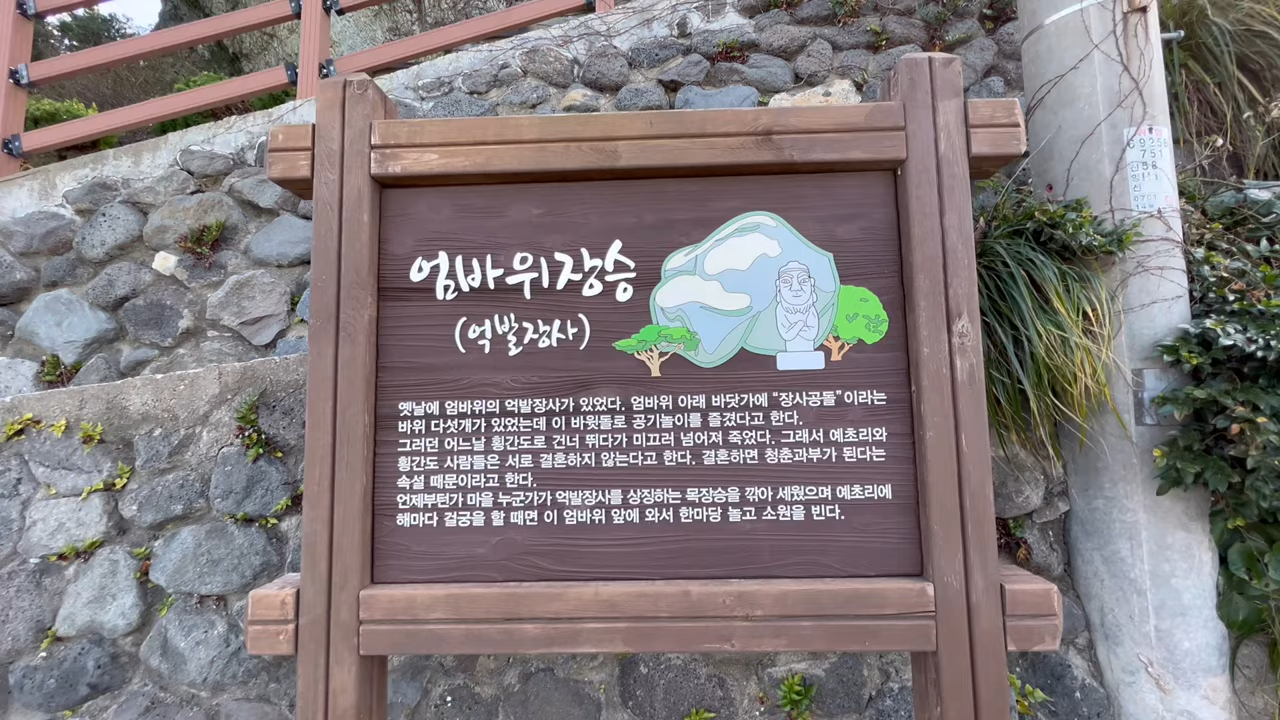 엄바위장승
(억발장사)
옛날에 엄바위의 억발장사가 있었다. 엄바위 아래 바닷가에 "장사공돌"이라는
바위 다섯개가 있었는데 이 바윗돌로 공기놀이를 즐겼다고 한다.
그러던 어느날 횡간도로 건너 뛰다가 미끄러 넘어져 죽었다. 그래서 예초리와
횡간도 사람들은 서로 결혼하지 않는다고 한다. 결혼하면 청춘과부가 된다는
속설 때문이라고 한다.
언제부턴가 마을 누군가가 억발장사를 상징하는 목장승을 깎아 세웠으며 예초리에
해마다 걸궁을 할 때면 이 엄바위 앞에 와서 한마당 놀고 소원을 빈다.
751